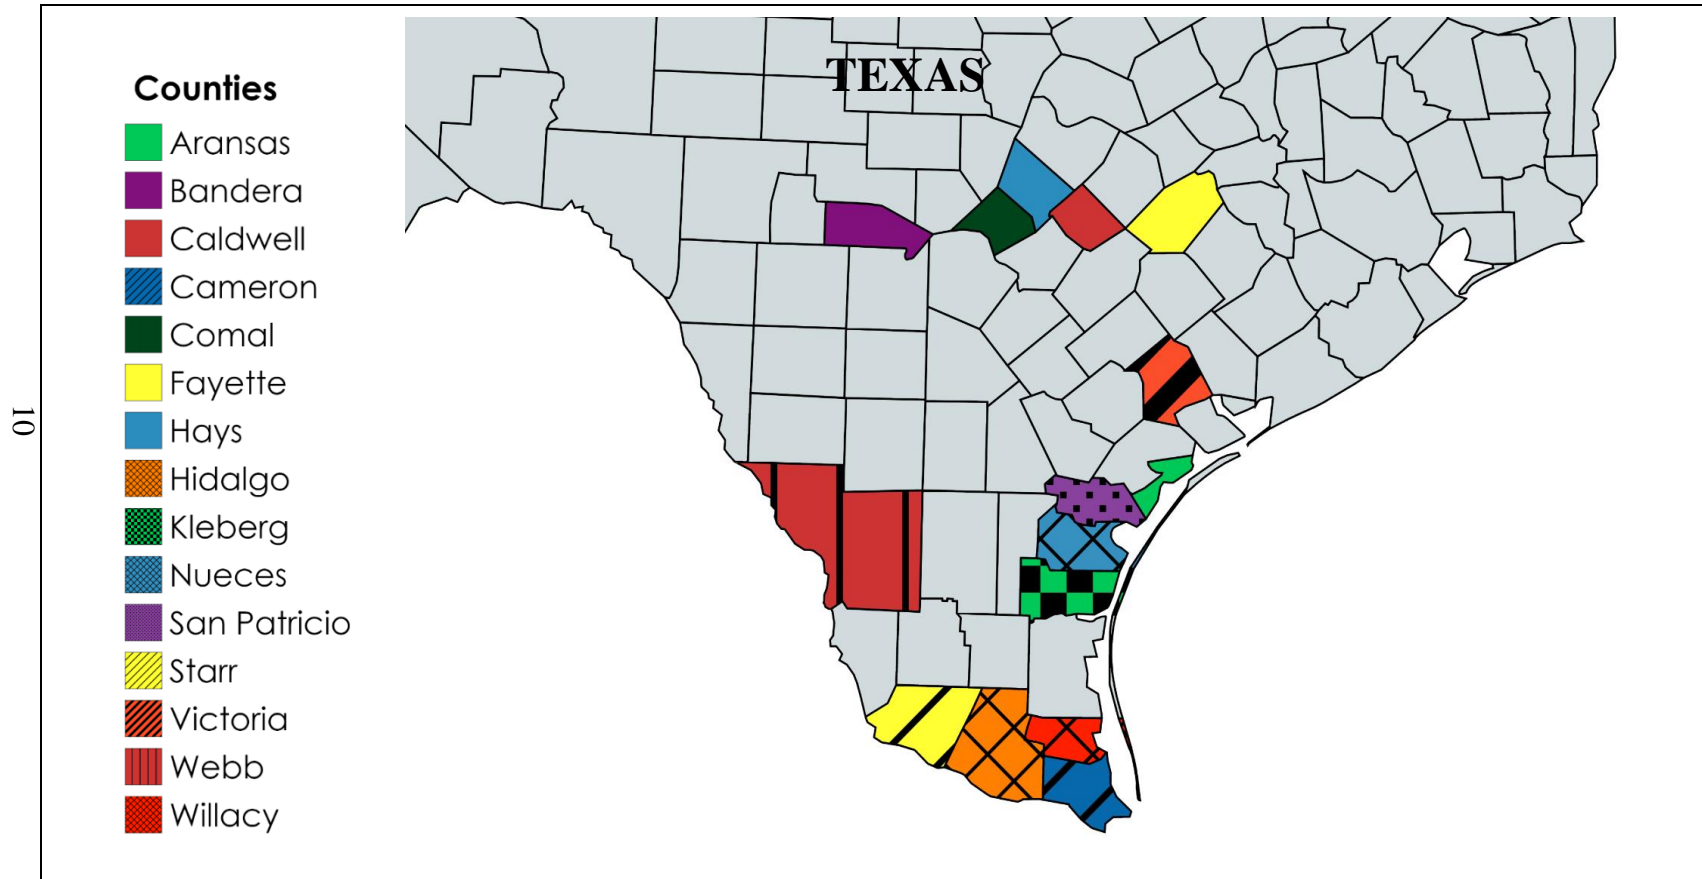 TEXAS
Counties
Aransas
Bandera
Caldwell
Cameron
Comal
Fayette
Hays
Hidalgo
Kleberg
Nueces
San Patricio
Starr
Victoria
Webb
Willacy
10